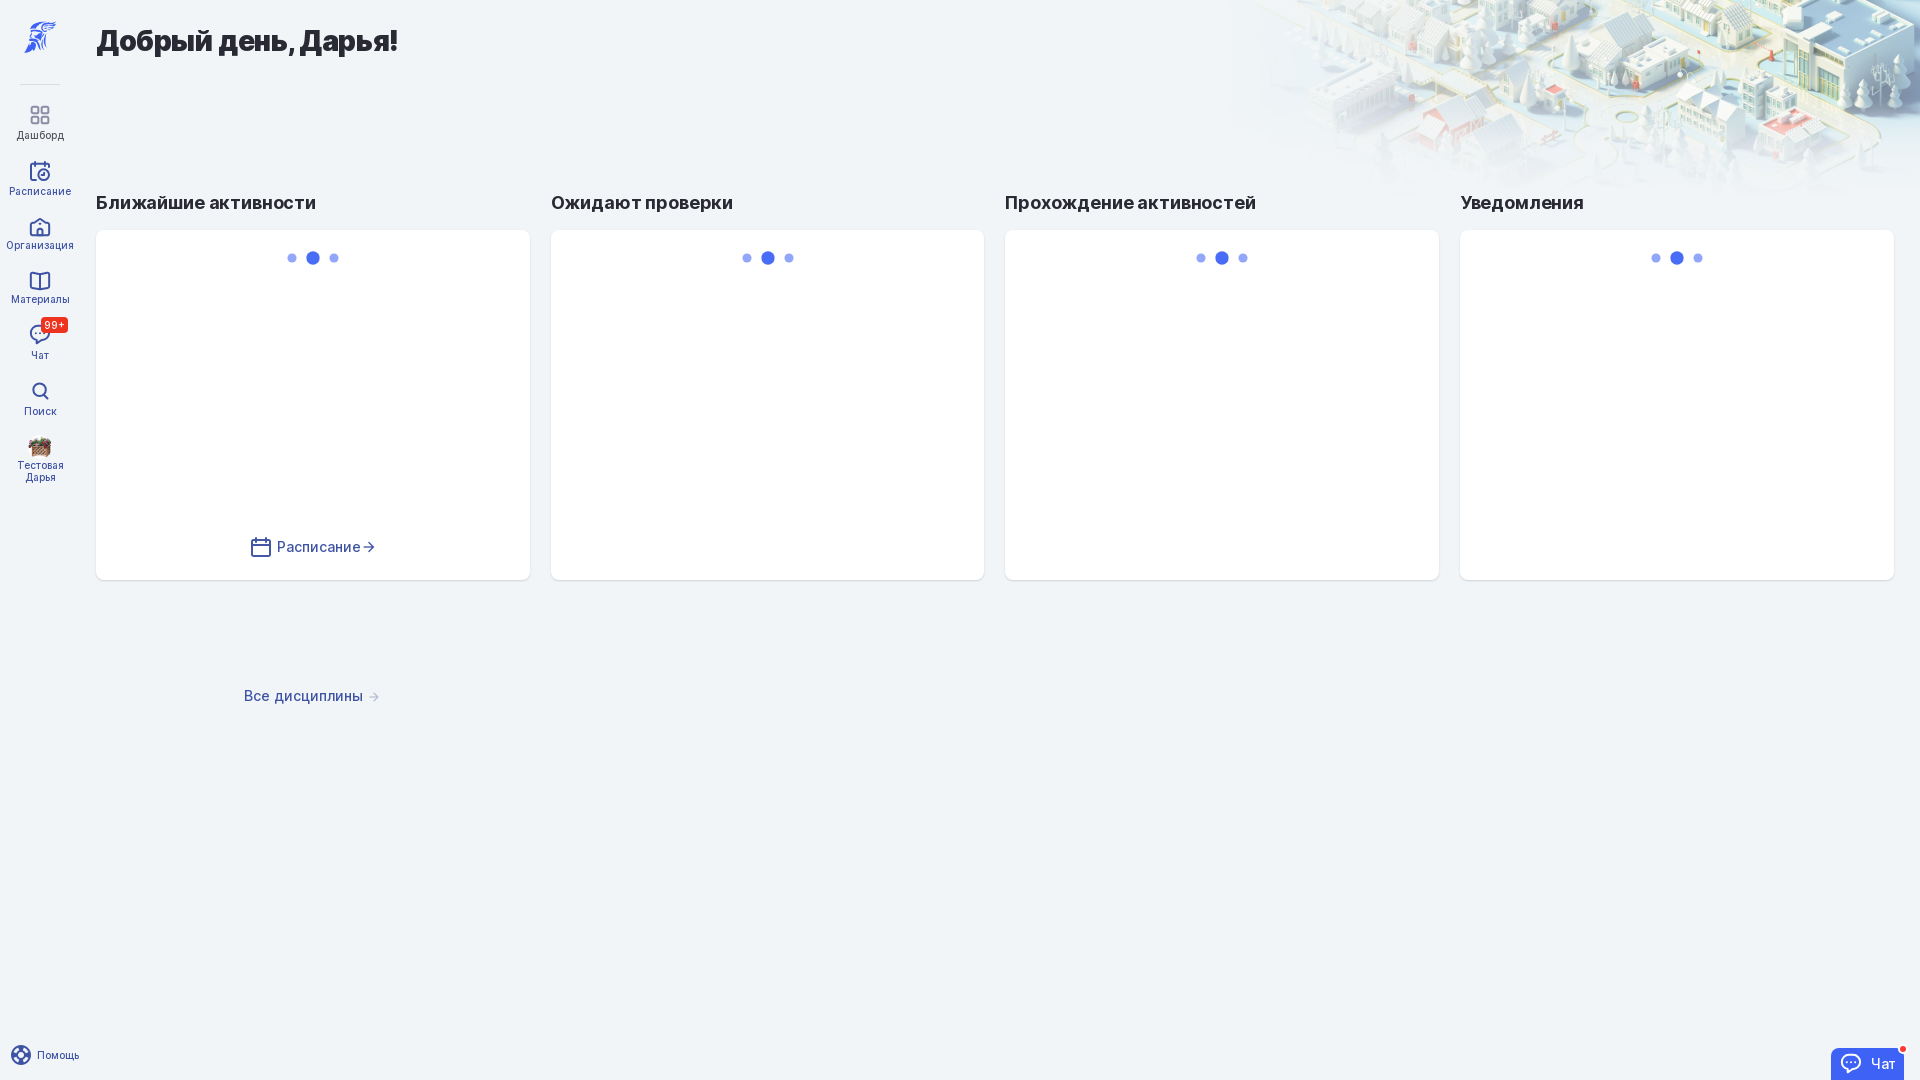 Добрый день, Дарья!
Дашборд
Расписание
Организация
Материалы
99+
Чат
Поиск
Тестовая
Дарья
Ближайшие активности
Ожидают проверки
Прохождение активностей
Уведомления
Расписание
Все дисциплины
Помощь
Чат